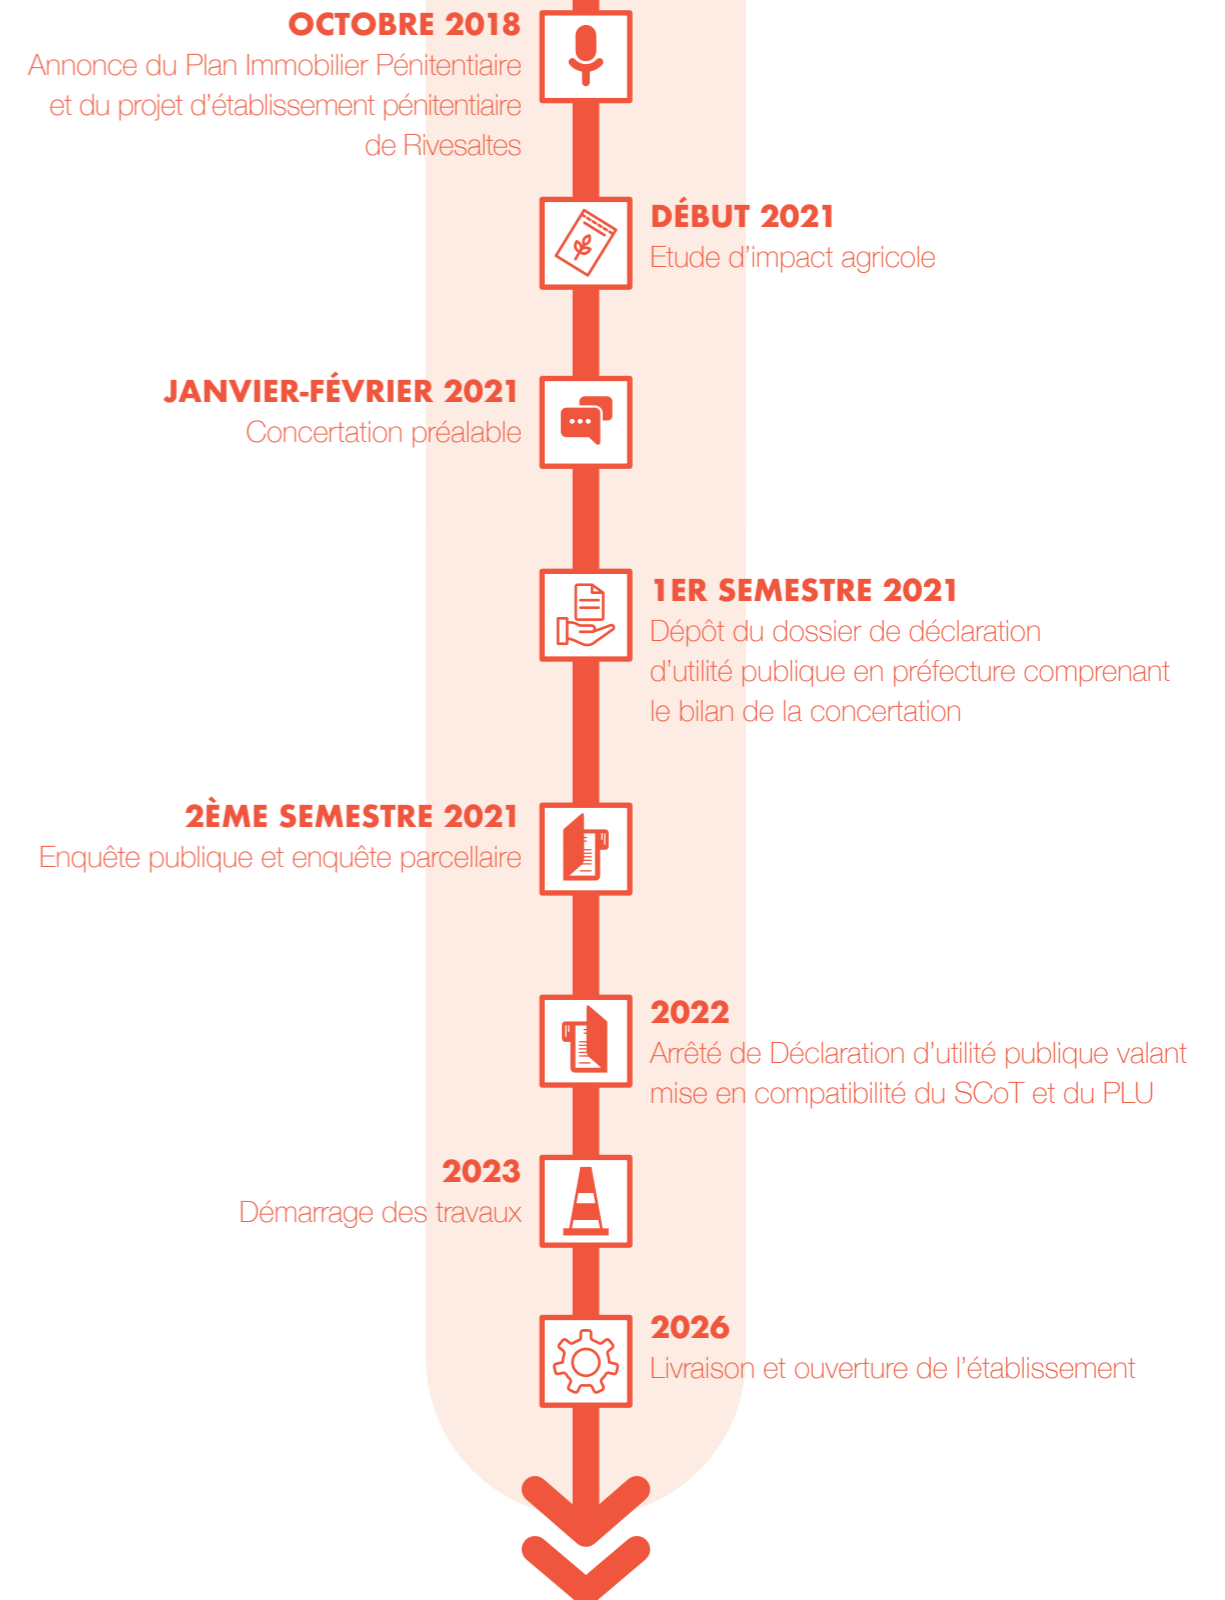 OCTOBRE 2018
Annonce du Plan Immobilier Pénitentiaire
et du projet d'établissement pénitentiaire
de Rivesaltes
DÉBUT 2021
Etude d'impact agricole
JANVIER-FÉVRIER 2021
Concertation préalable
1ER SEMESTRE 2021
Dépôt du dossier de déclaration
d'utilité publique en préfecture comprenant
le bilan de la concertation
2ÈME SEMESTRE 2021
Enquête publique et enquête parcellaire
2022
Arrêté de Déclaration d'utilité publique valant
mise en compatibilité du SCoT et du PLU
2023
Démarrage des travaux
2026
Livraison et ouverture de l'établissement